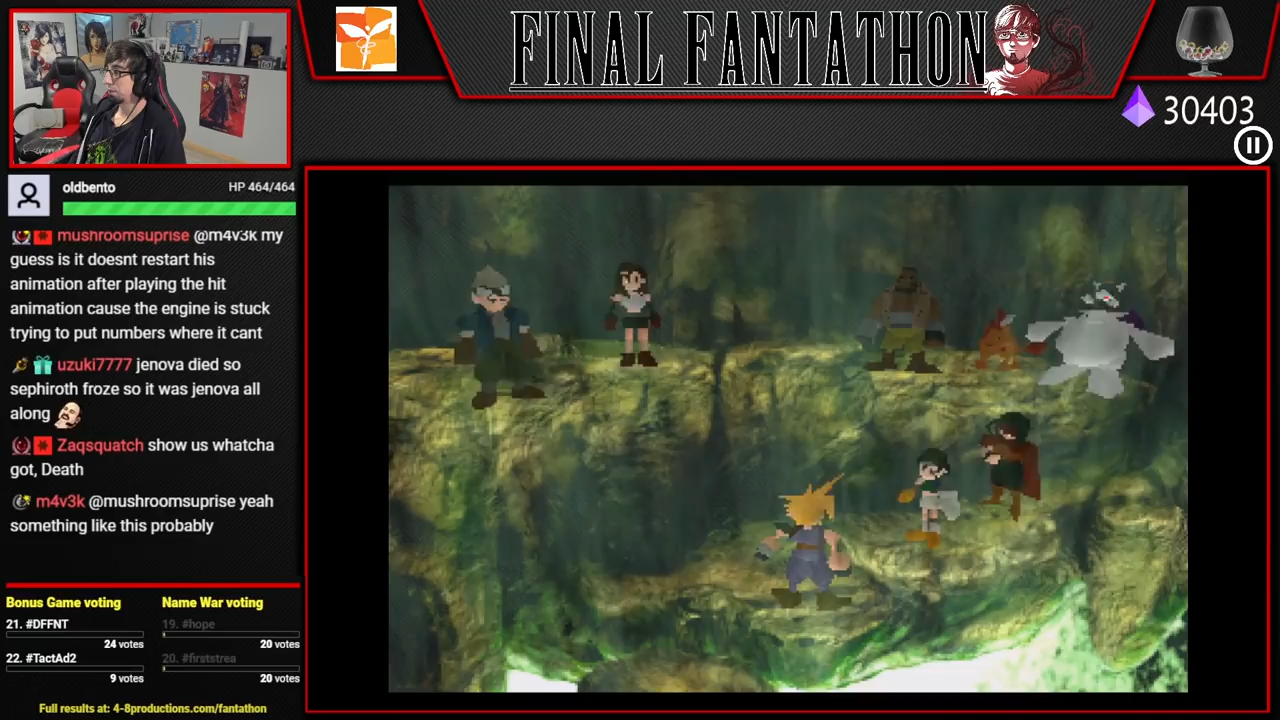 FINAL FANTATHON
30403
oldbento HP 464/464
mushroomsuprise @m4v3k my
guess is it doesnt restart his
animation after playing the hit
animation cause the engine is stuck
trying to put numbers where it cant
uzuki7777 jenova died so
sephiroth froze so it was jenova all
along
Zaqsquatch show us whatcha
got, Death
m4v3k @mushroomsuprise yeah
something like this probably
Bonus Game voting
21. #DFFNT
24 votes
22. #TactAd2
9 votes
Name War voting
19. #hope
20 votes
20. #firststrea
20 votes
Full results at: 4-8productions.com/fantathon